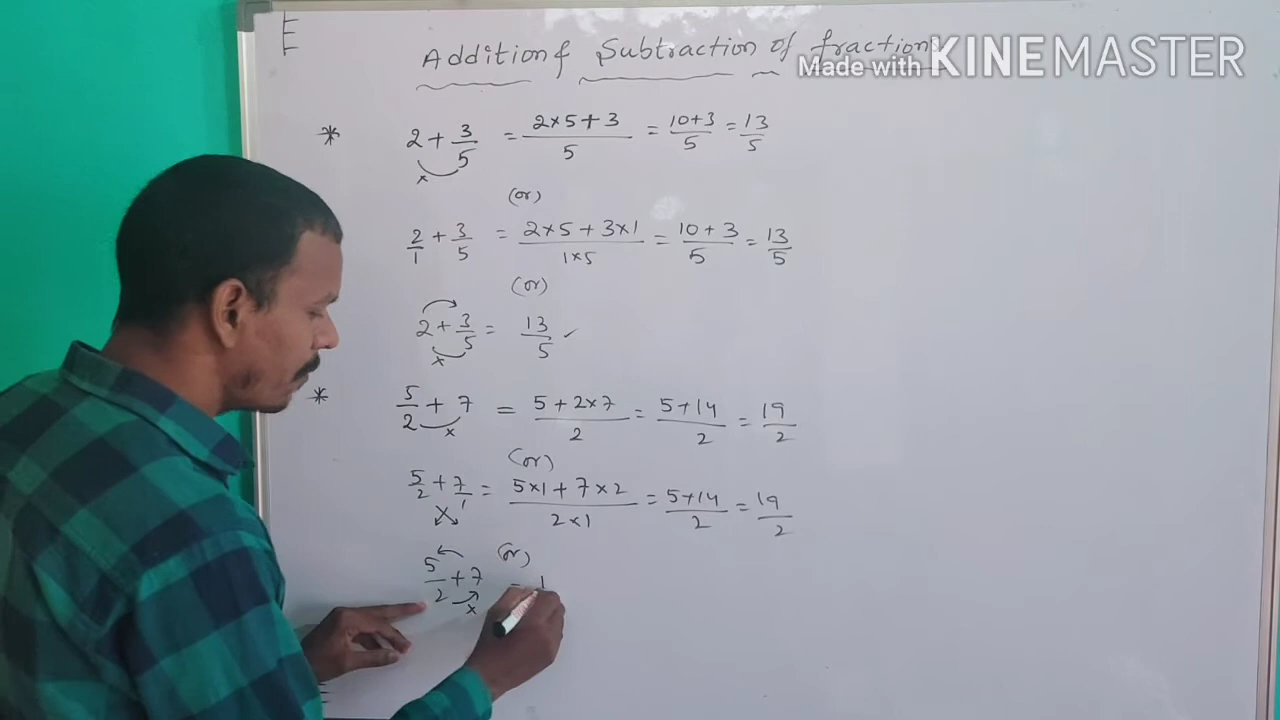 E
Addition & Subtraction of fractions
Made with KINEMASTER
* 2 + 3/5 = (2×5+3)/5 = (10+3)/5 = 13/5
(or)
2/1 + 3/5 = (2×5+3×1)/(1×5) = (10+3)/5 = 13/5
(or)
2 + 3/5 = 13/5 ✓
* 5/2 + 7 = (5+2×7)/2 = (5+14)/2 = 19/2
(or)
5/2 + 7/1 = (5×1+7×2)/(2×1) = (5+14)/2 = 19/2
(or)
5/2 + 7 = 1